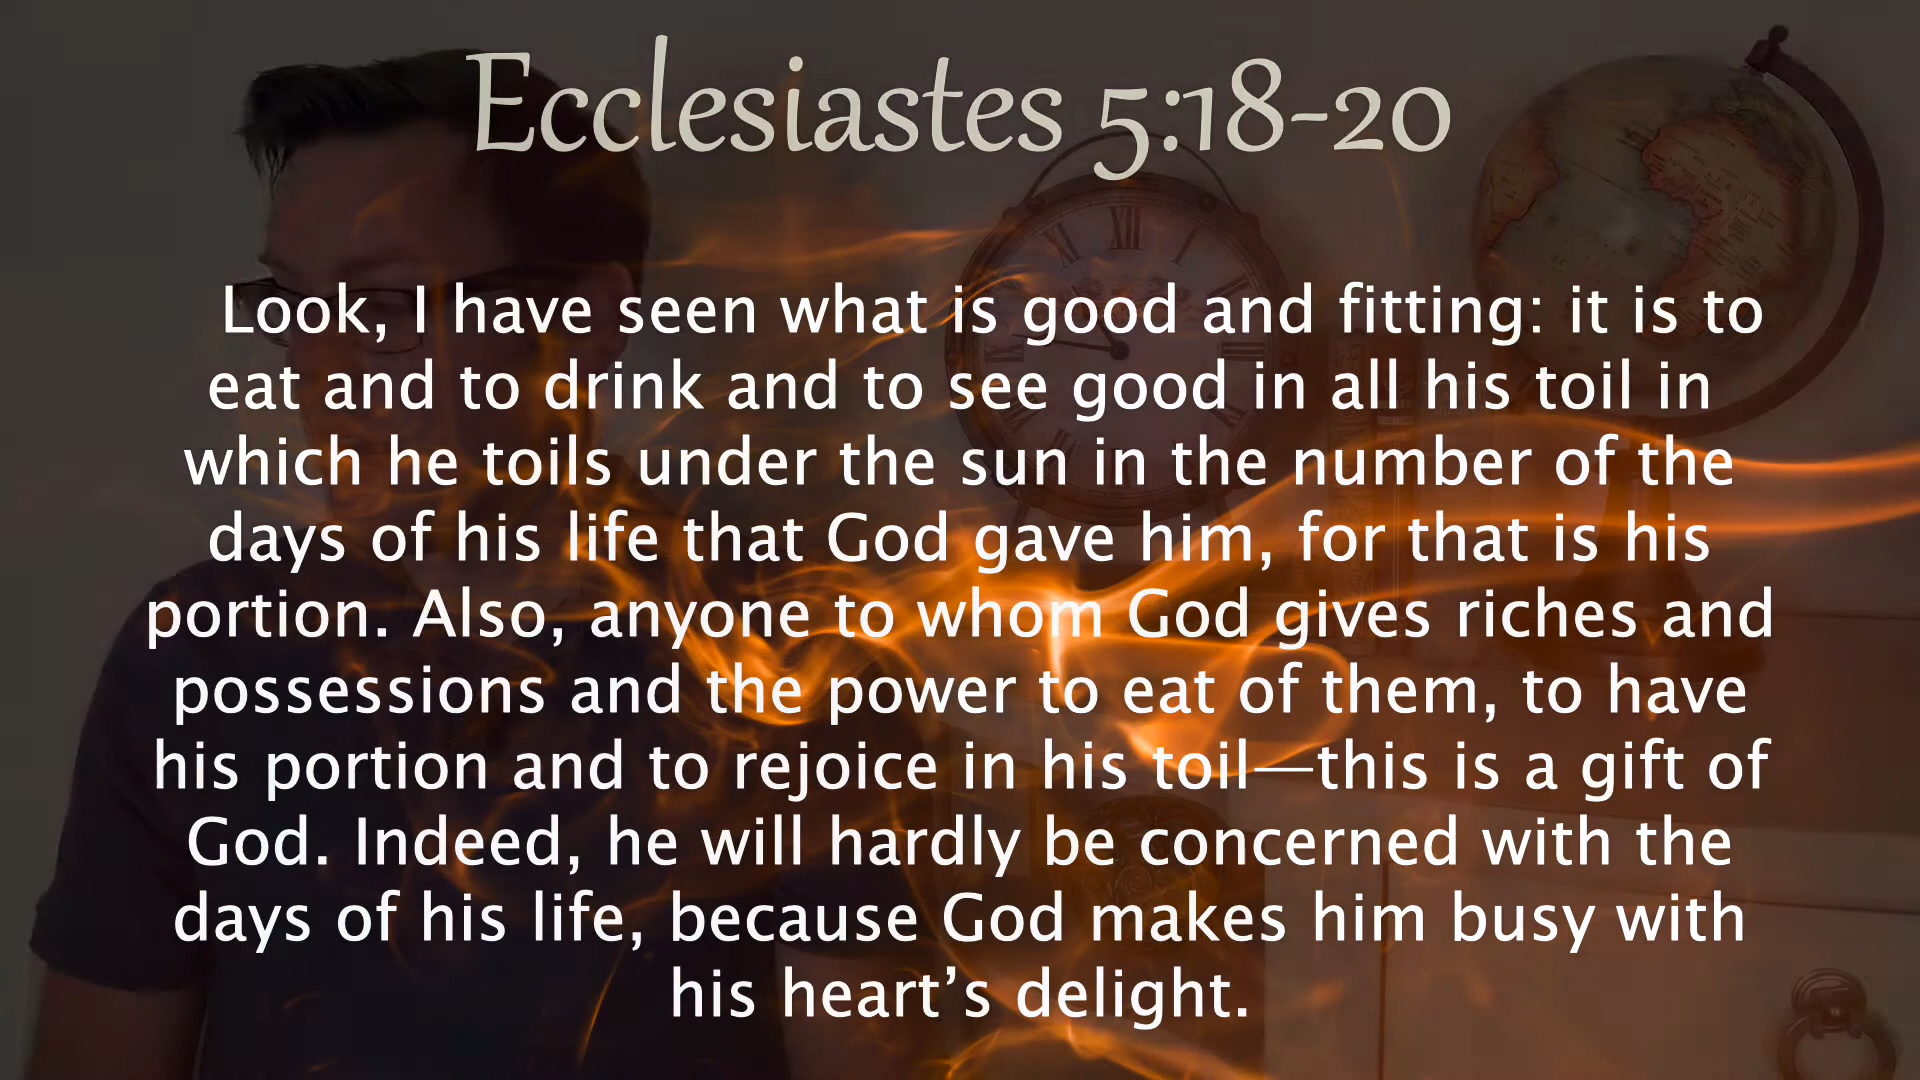 Ecclesiastes 5:18-20
Look, I have seen what is good and fitting: it is to
eat and to drink and to see good in all his toil in
which he toils under the sun in the number of the
days of his life that God gave him, for that is his
portion. Also, anyone to whom God gives riches and
possessions and the power to eat of them, to have
his portion and to rejoice in his toil—this is a gift of
God. Indeed, he will hardly be concerned with the
days of his life, because God makes him busy with
his heart’s delight.